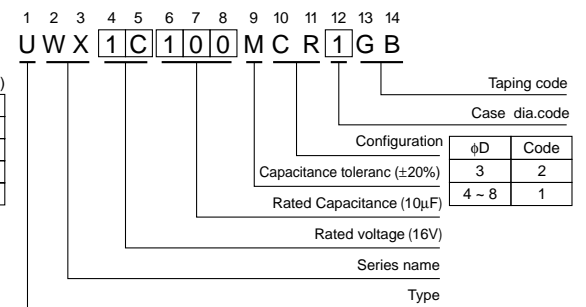 1 2 3 4 5 6 7 8 9 10 11 12 13 14
U W X 1 C 1 0 0 M C R 1 G B
)
Taping code
Case dia.code
Configuration
φD Code
3 2
4 ~ 8 1
Capacitance toleranc (±20%)
Rated Capacitance (10μF)
Rated voltage (16V)
Series name
Type